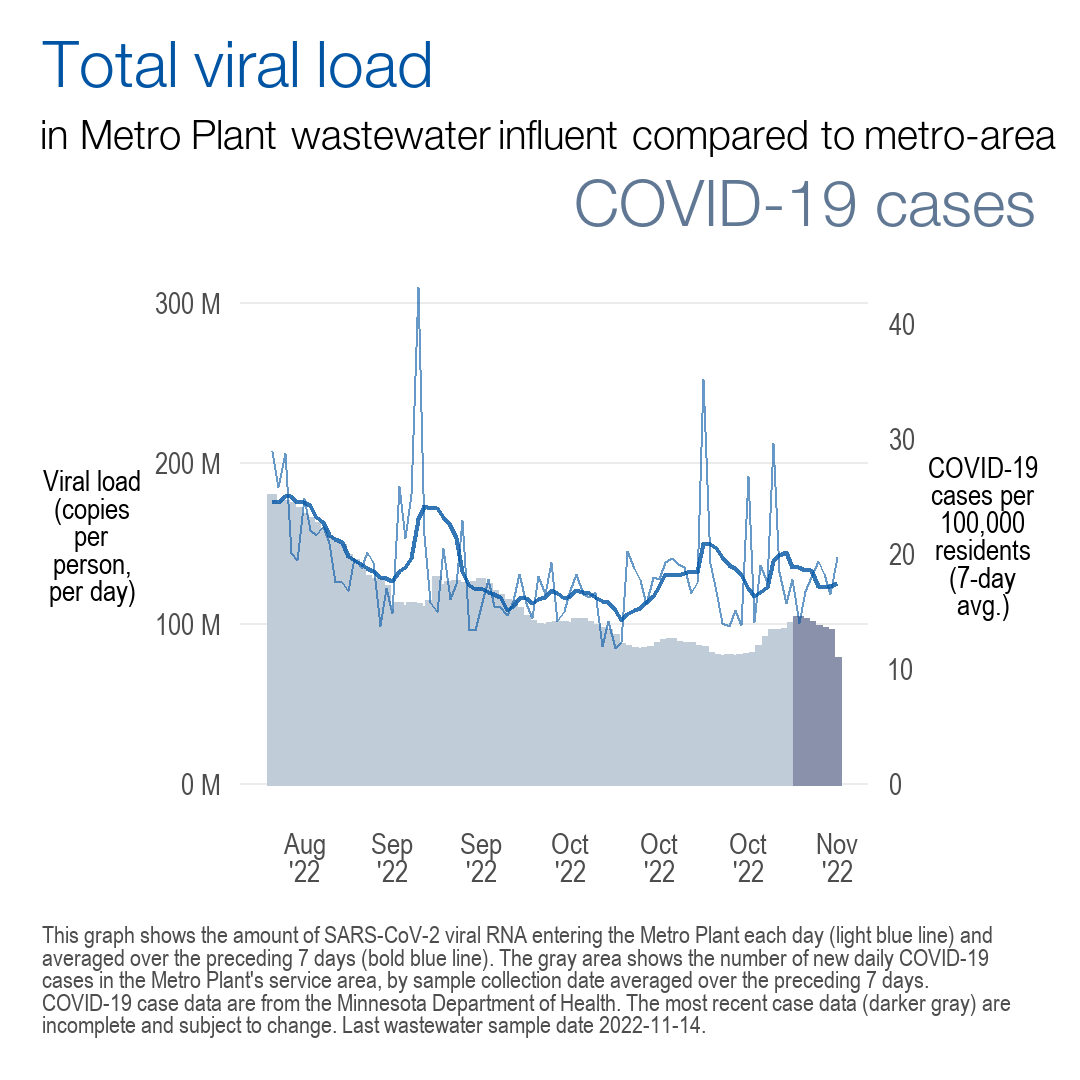 Total viral load
in Metro Plant wastewater influent compared to metro-area
COVID-19 cases
300 M
200 M
100 M
0 M
Viral load
(copies
per
person,
per day)
40
30
20
10
0
COVID-19
cases per
100,000
residents
(7-day
avg.)
Aug
'22
Sep
'22
Sep
'22
Oct
'22
Oct
'22
Oct
'22
Nov
'22
This graph shows the amount of SARS-CoV-2 viral RNA entering the Metro Plant each day (light blue line) and
averaged over the preceding 7 days (bold blue line). The gray area shows the number of new daily COVID-19
cases in the Metro Plant's service area, by sample collection date averaged over the preceding 7 days.
COVID-19 case data are from the Minnesota Department of Health. The most recent case data (darker gray) are
incomplete and subject to change. Last wastewater sample date 2022-11-14.